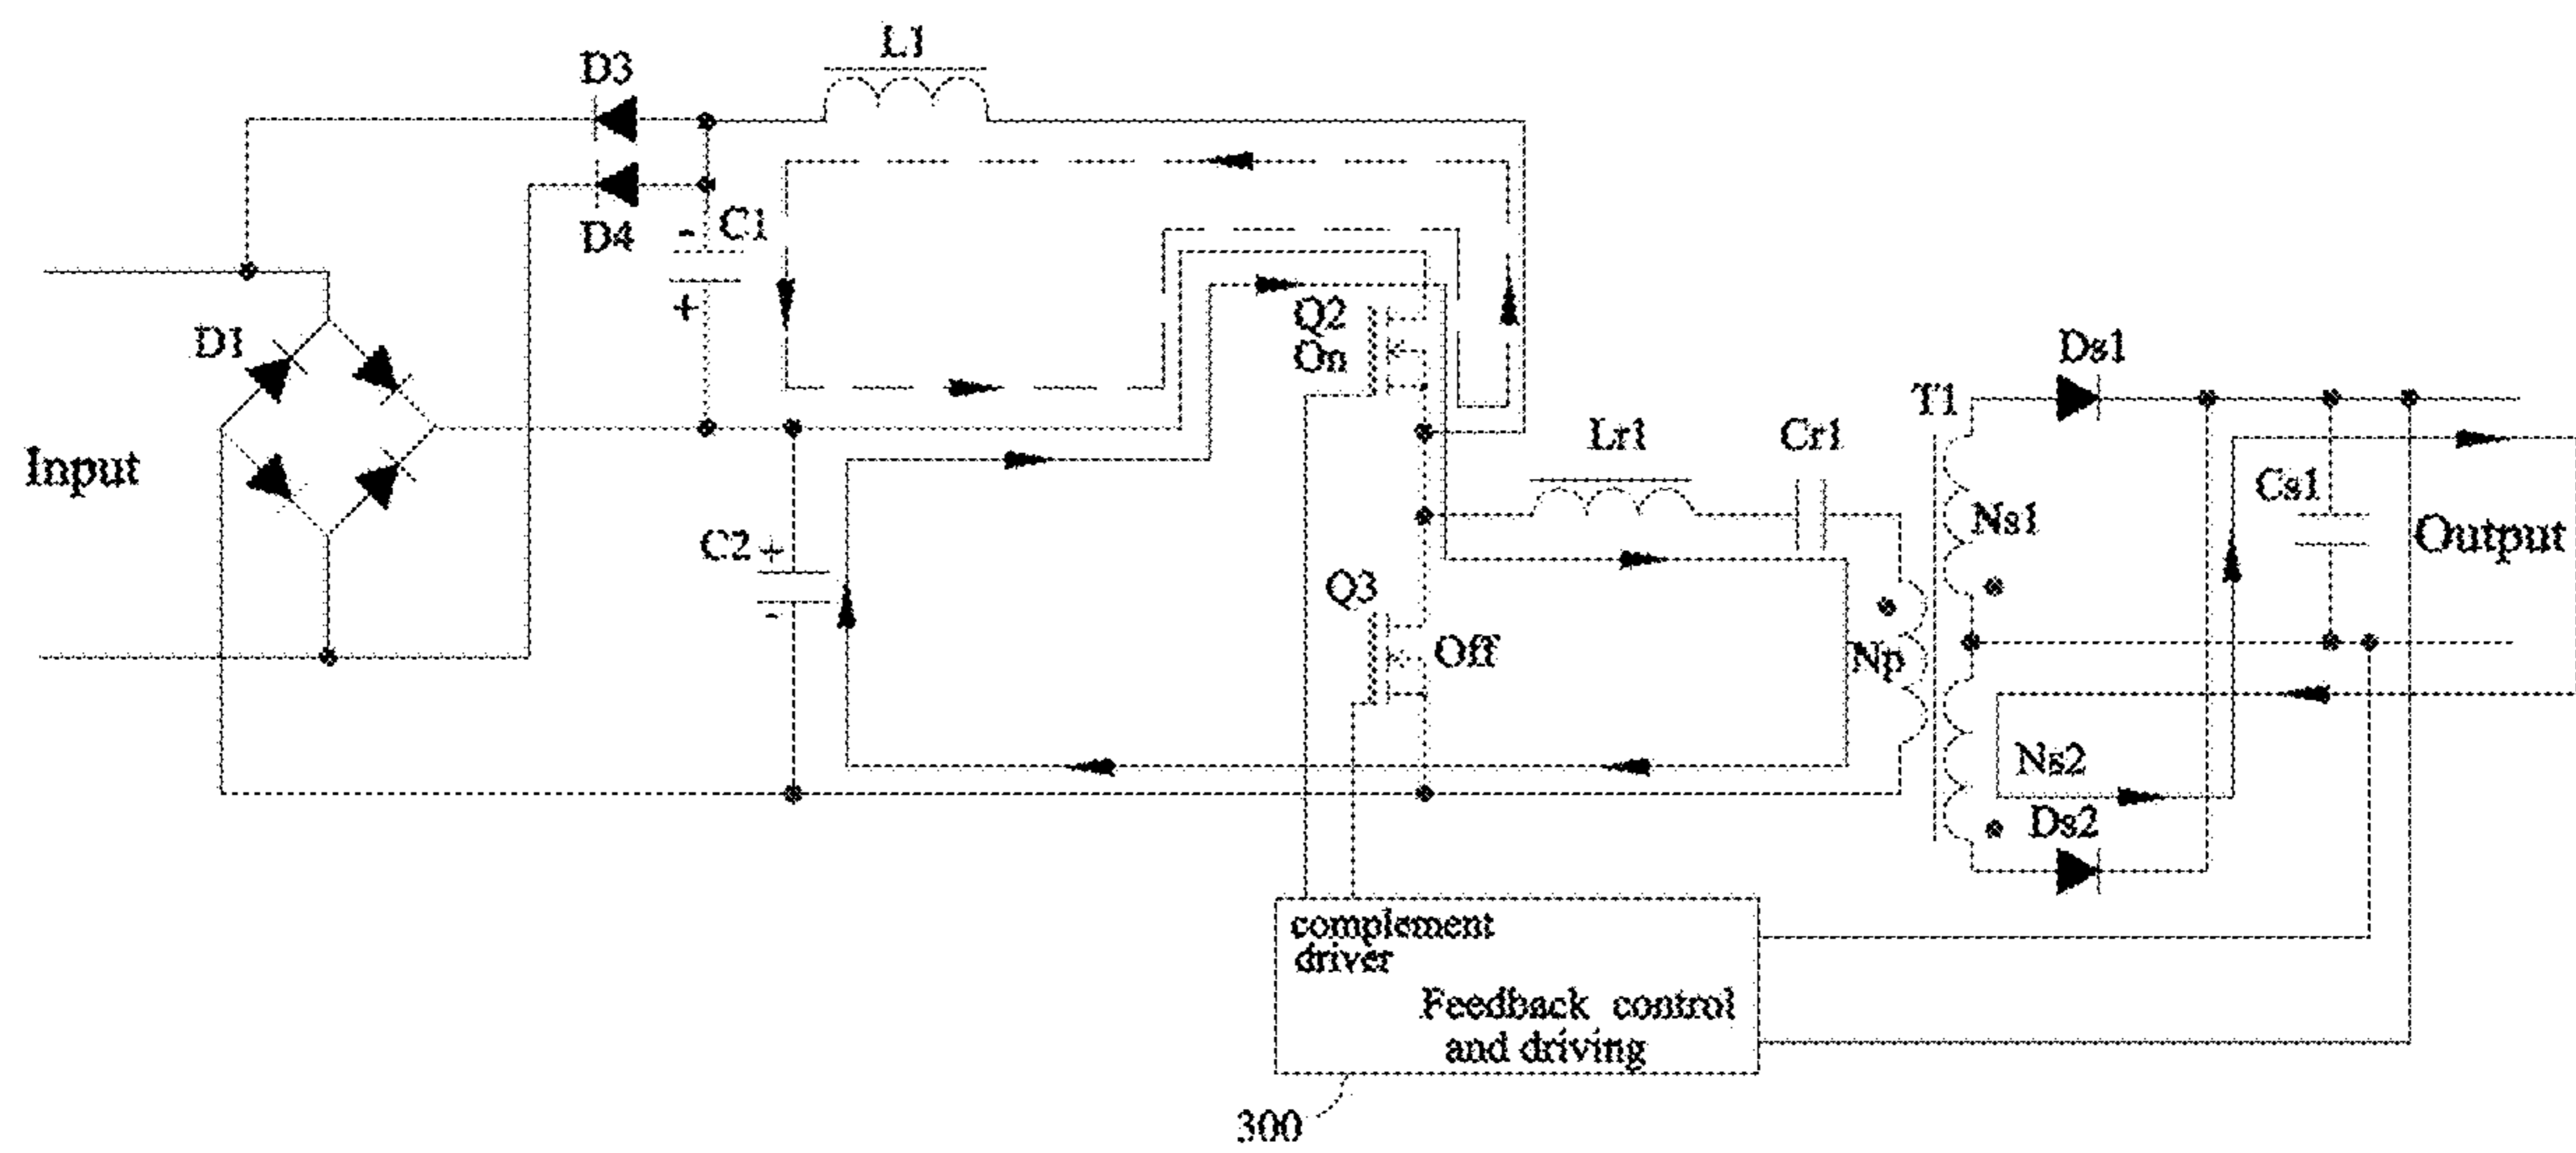 L1
D3
D4
- C1
+
D1
Q2
On
Ds1
T1
Input
Lr1
Cr1
Cs1
Ns1
Output
C2 +
-
Q3
Off
Np
Ns2
Ds2
complement
driver
Feedback control
and driving
300